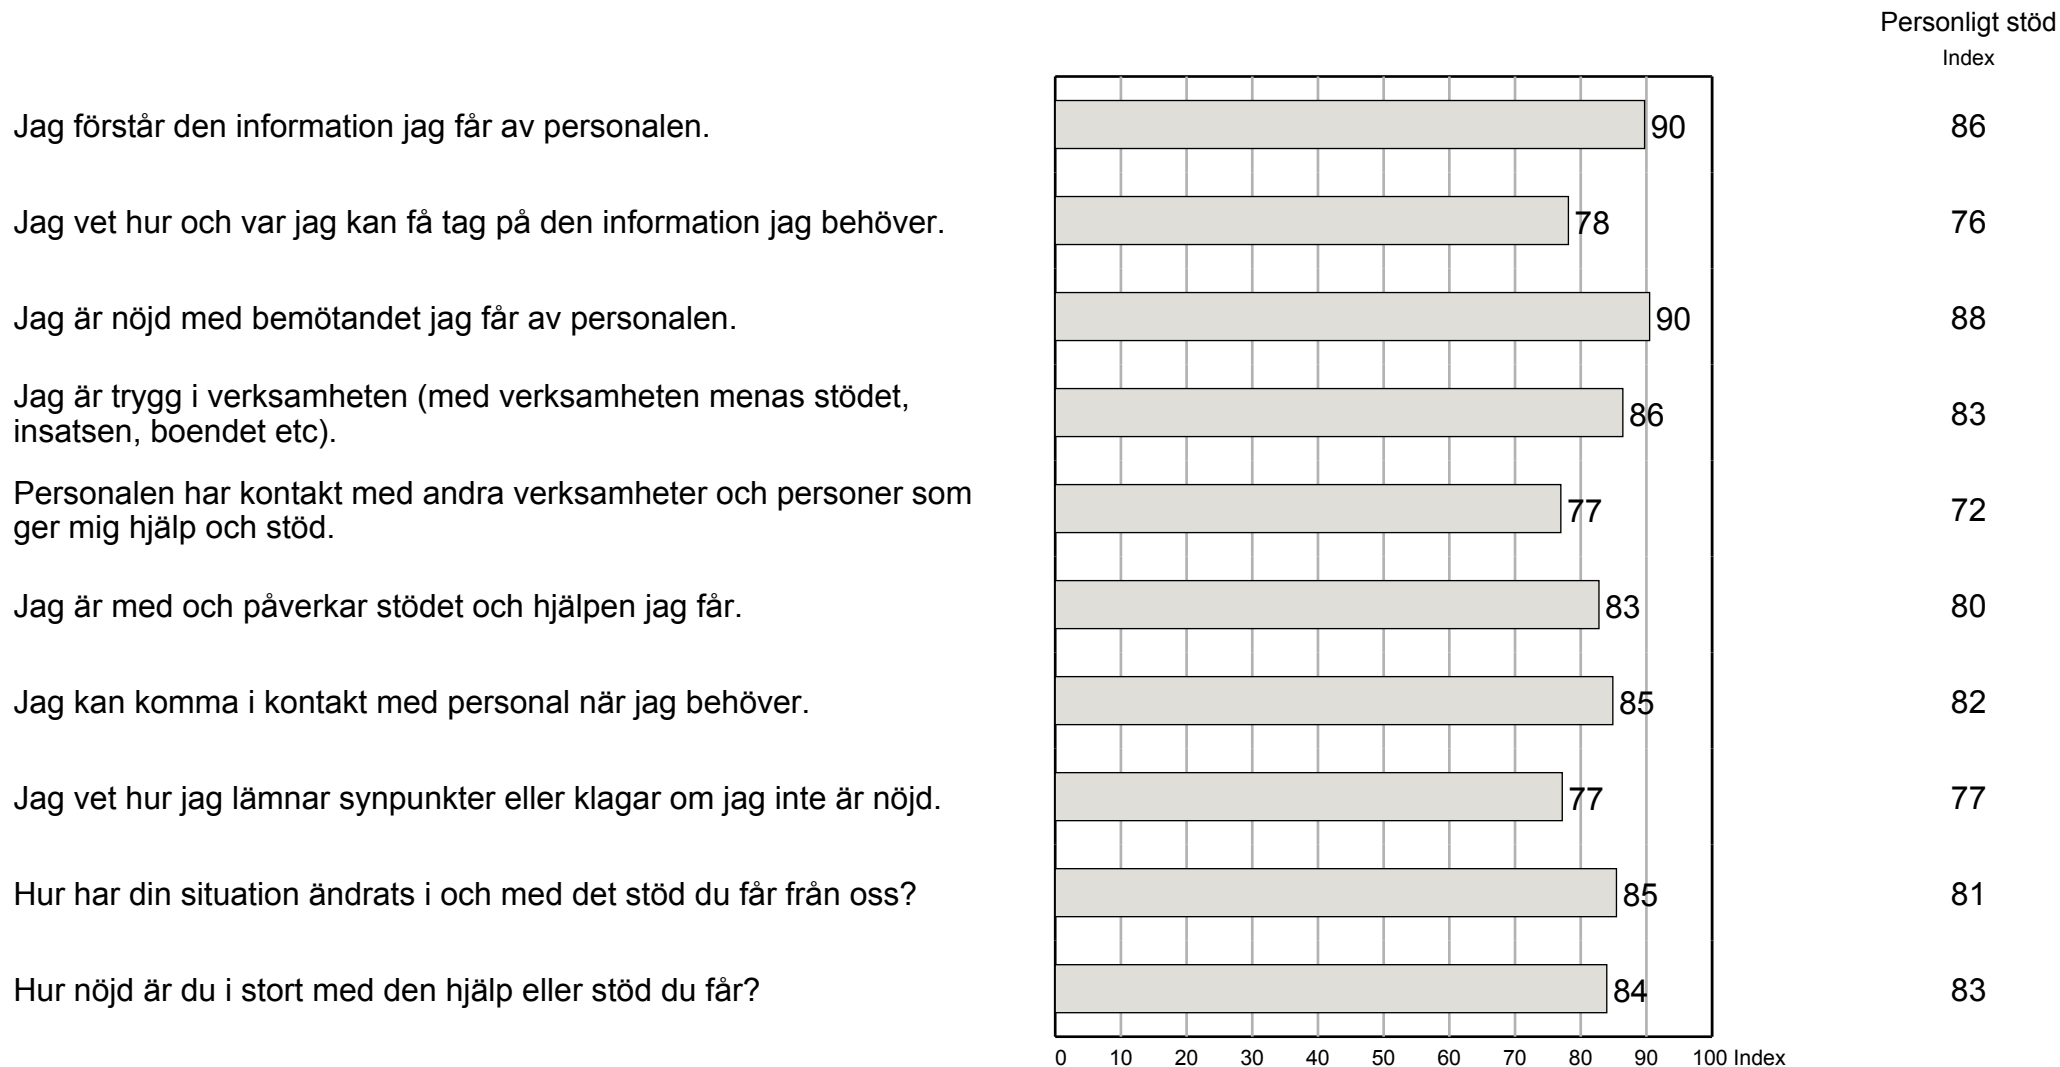 Personligt stöd
Index
Jag förstår den information jag får av personalen.
90
86
Jag vet hur och var jag kan få tag på den information jag behöver.
78
76
Jag är nöjd med bemötandet jag får av personalen.
90
88
Jag är trygg i verksamheten (med verksamheten menas stödet,
insatsen, boendet etc).
86
83
Personalen har kontakt med andra verksamheter och personer som
ger mig hjälp och stöd.
77
72
Jag är med och påverkar stödet och hjälpen jag får.
83
80
Jag kan komma i kontakt med personal när jag behöver.
85
82
Jag vet hur jag lämnar synpunkter eller klagar om jag inte är nöjd.
77
77
Hur har din situation ändrats i och med det stöd du får från oss?
85
81
Hur nöjd är du i stort med den hjälp eller stöd du får?
84
83
0 10 20 30 40 50 60 70 80 90 100 Index